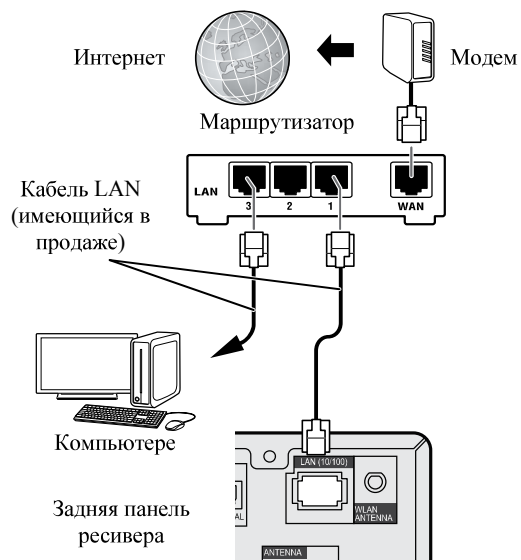 Интернет
Модем
Маршрутизатор
Кабель LAN
(имеющийся в
продаже)
LAN
3 2 1 WAN
Компьютере
Задняя панель
ресивера
LAN (10/100)
WLAN
ANTENNA
ANTENNA